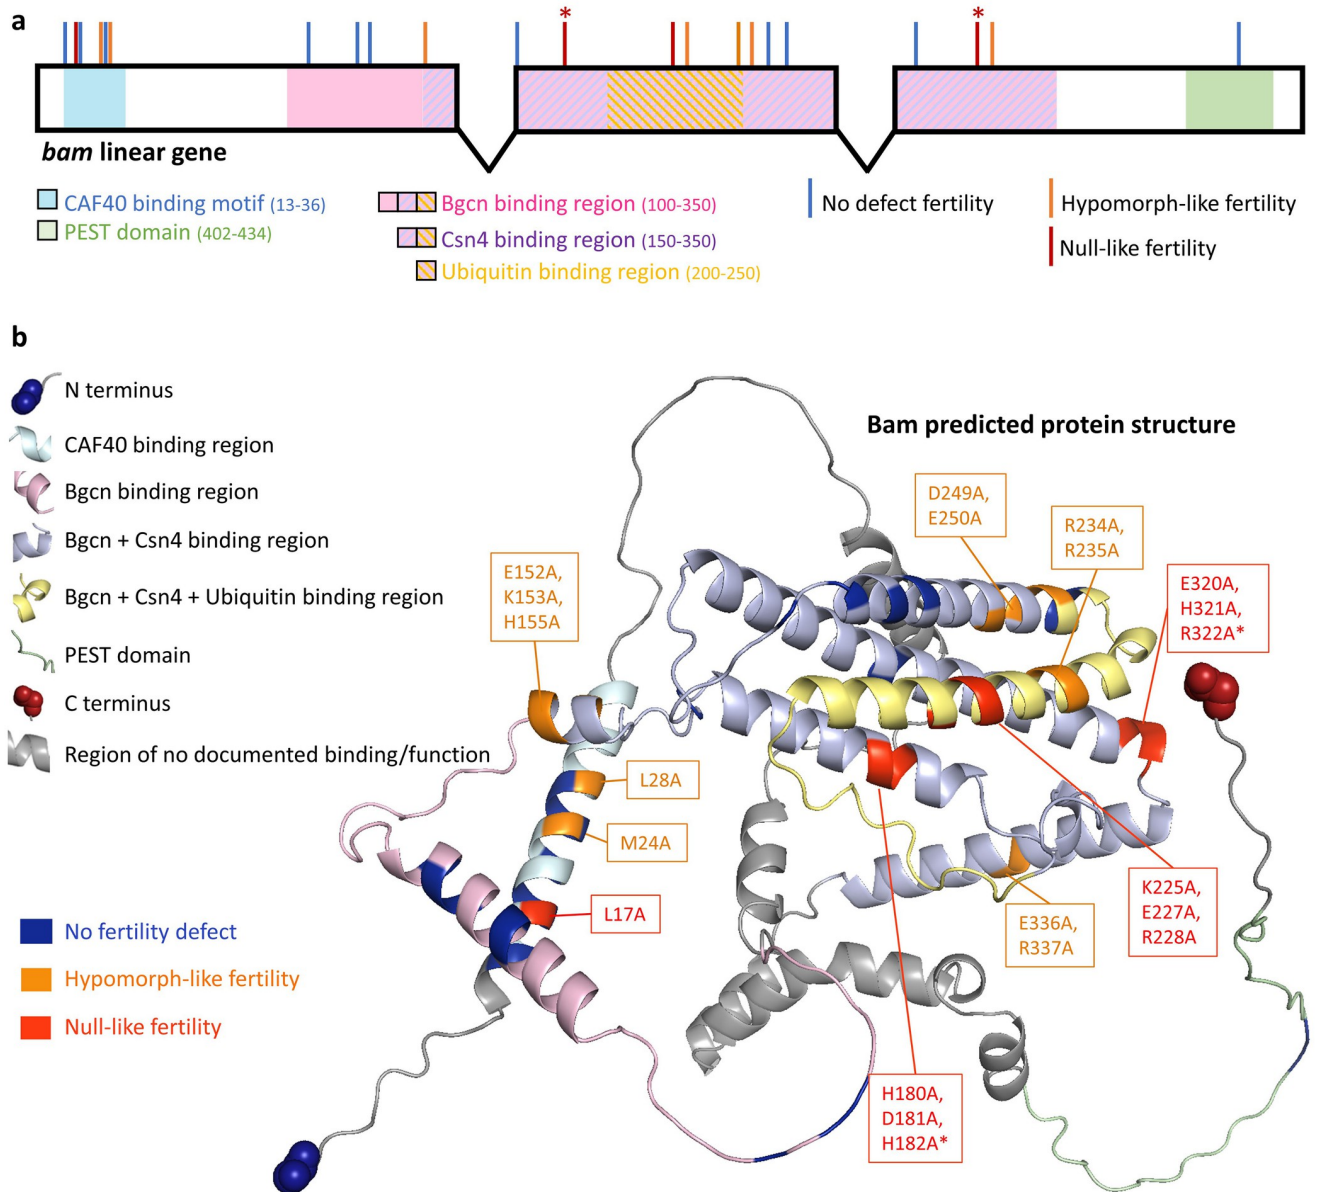 a
*
*
bam linear gene
CAF40 binding motif (13-36)
PEST domain (402-434)
Bgcn binding region (100-350)
Csn4 binding region (150-350)
Ubiquitin binding region (200-250)
No defect fertility
Hypomorph-like fertility
Null-like fertility
b
N terminus
CAF40 binding region
Bgcn binding region
Bgcn + Csn4 binding region
Bgcn + Csn4 + Ubiquitin binding region
PEST domain
C terminus
Region of no documented binding/function
No fertility defect
Hypomorph-like fertility
Null-like fertility
Bam predicted protein structure
D249A,
E250A
R234A,
R235A
E152A,
K153A,
H155A
E320A,
H321A,
R322A*
L28A
M24A
L17A
K225A,
E227A,
R228A
E336A,
R337A
H180A,
D181A,
H182A*